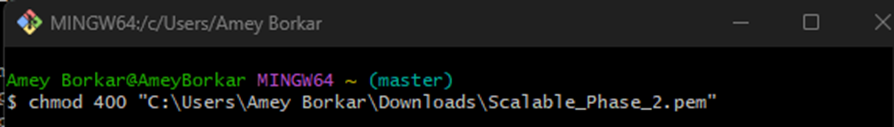 MINGW64:/c/Users/Amey Borkar
Amey Borkar@AmeyBorkar MINGW64 ~ (master)
$ chmod 400 "C:\Users\Amey Borkar\Downloads\Scalable_Phase_2.pem"